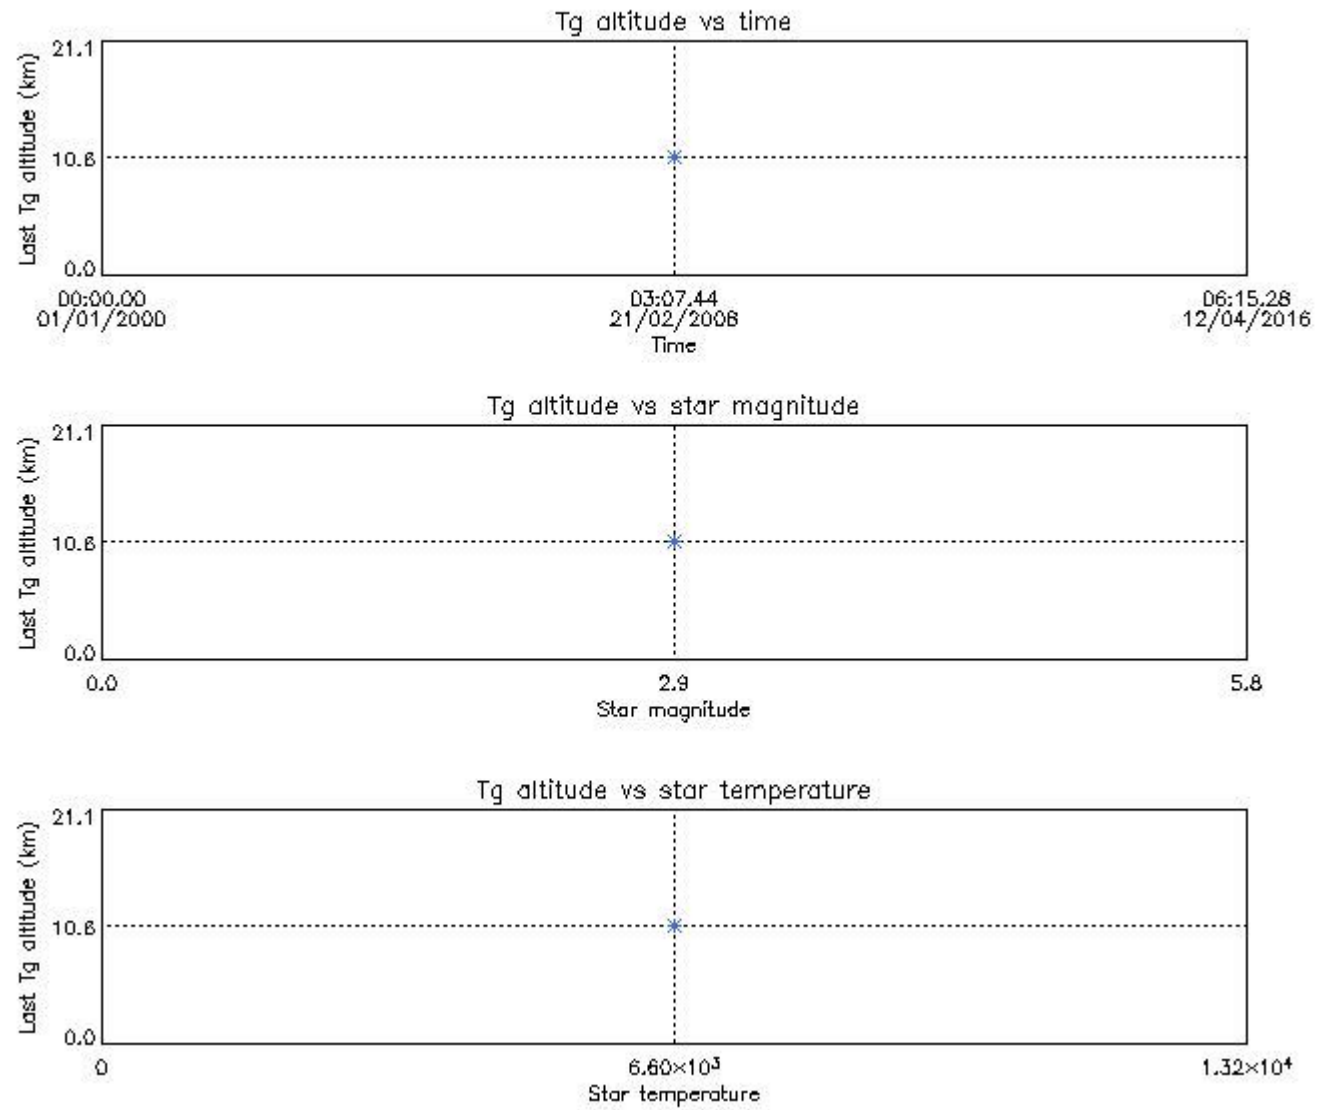 Tg altitude vs time
21.1
Last Tg altitude (km)
10.6
0.0
00:00.00 03:07.44 06:15.28
01/01/2000 21/02/2008 12/04/2016
Time
Tg altitude vs star magnitude
21.1
Last Tg altitude (km)
10.6
0.0
0.0 2.9 5.8
Star magnitude
Tg altitude vs star temperature
21.1
Last Tg altitude (km)
10.6
0.0
0 6.60×10³ 1.32×10⁴
Star temperature